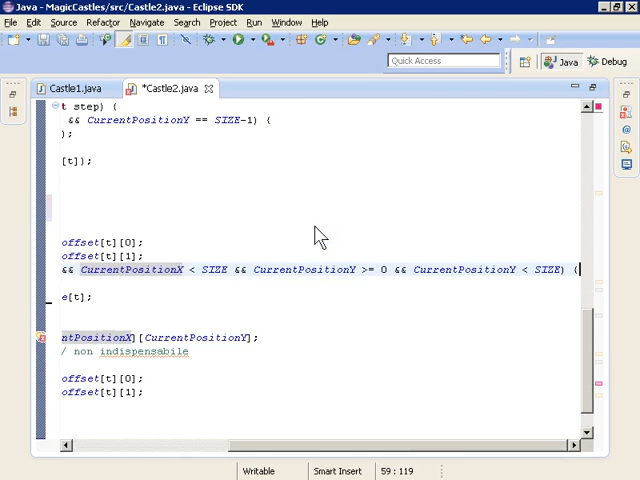 Java - MagicCastles/src/Castle2.java - Eclipse SDK
File Edit Source Refactor Navigate Search Project Run Window Help
Quick Access Java Debug
Castle1.java *Castle2.java
t step) {
&& CurrentPositionY == SIZE-1) {
);
[t]);
offset[t][0];
offset[t][1];
&& CurrentPositionX < SIZE && CurrentPositionY >= 0 && CurrentPositionY < SIZE) {
e[t];
ntPositionX][CurrentPositionY];
/ non indispensabile
offset[t][0];
offset[t][1];
Writable Smart Insert 59 : 119